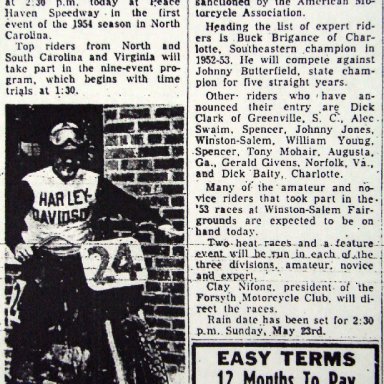 at 2:30 p.m. today at Peace
Haven Speedway in the first
event of the 1954 season in North
Carolina.
Top riders from North and
South Carolina and Virginia will
take part in the nine-event pro-
gram, which begins with time
trials at 1:30.
HARLEY
DAVIDSON
24
sanctioned by the American Mo-
torcycle Association.
Heading the list of expert rid-
ers is Buck Brigance of Char-
lotte, Southeastern champion in
1952-53. He will compete against
Johnny Butterfield, state cham-
pion for five straight years.
Other riders who have an-
nounced their entry are Dick
Clark of Greenville, S. C., Alec
Swaim, Spencer, Johnny Jones,
Winston-Salem, William Young,
Spencer, Tony Mohair, Augusta,
Ga., Gerald Givens, Norfolk, Va.,
and Dick Baity, Charlotte.
Many of the amateur and no-
vice riders that took part in the
'53 races at Winston-Salem Fair-
grounds are expected to be on
hand today.
Two heat races and a feature
event will be run in each of the
three divisions, amateur, novice
and expert.
Clay Nifong, president of the
Forsyth Motorcycle Club, will di-
rect the races.
Rain date has been set for 2:30
p.m. Sunday, May 23rd.
EASY TERMS
12 Months To Pay